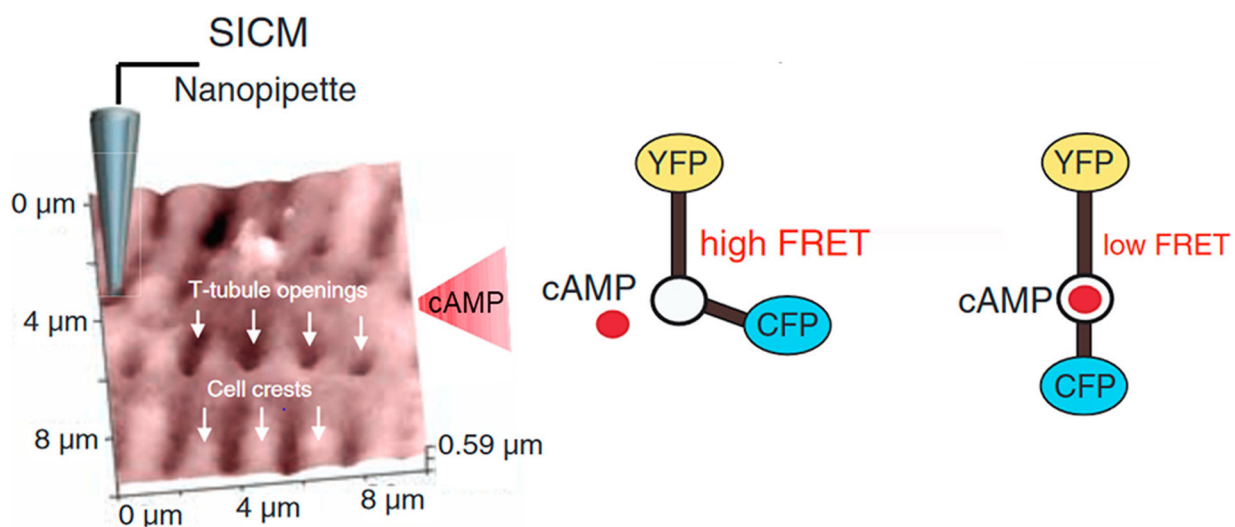 SICM
Nanopipette
0 µm
4 µm
8 µm
T-tubule openings
Cell crests
0 µm
4 µm
8 µm
0.59 µm
cAMP
YFP
high FRET
cAMP
CFP
YFP
low FRET
cAMP
CFP